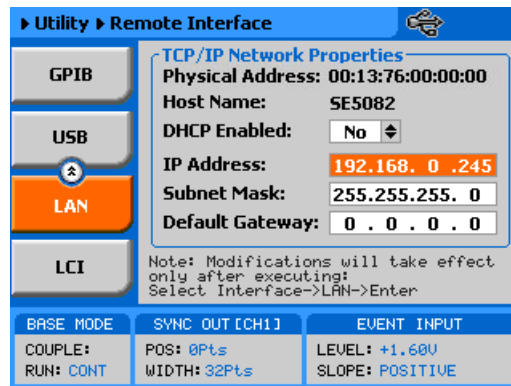 Utility ▸ Remote Interface
GPIB
USB
LAN
LCI
TCP/IP Network Properties
Physical Address: 00:13:76:00:00:00
Host Name: SE5082
DHCP Enabled: No
IP Address: 192.168. 0 .245
Subnet Mask: 255.255.255. 0
Default Gateway: 0 . 0 . 0 . 0
Note: Modifications will take effect
only after executing:
Select Interface->LAN->Enter
BASE MODE
COUPLE:
RUN: CONT
SYNC OUT [CH1]
POS: 0Pts
WIDTH: 32Pts
EVENT INPUT
LEVEL: +1.60V
SLOPE: POSITIVE